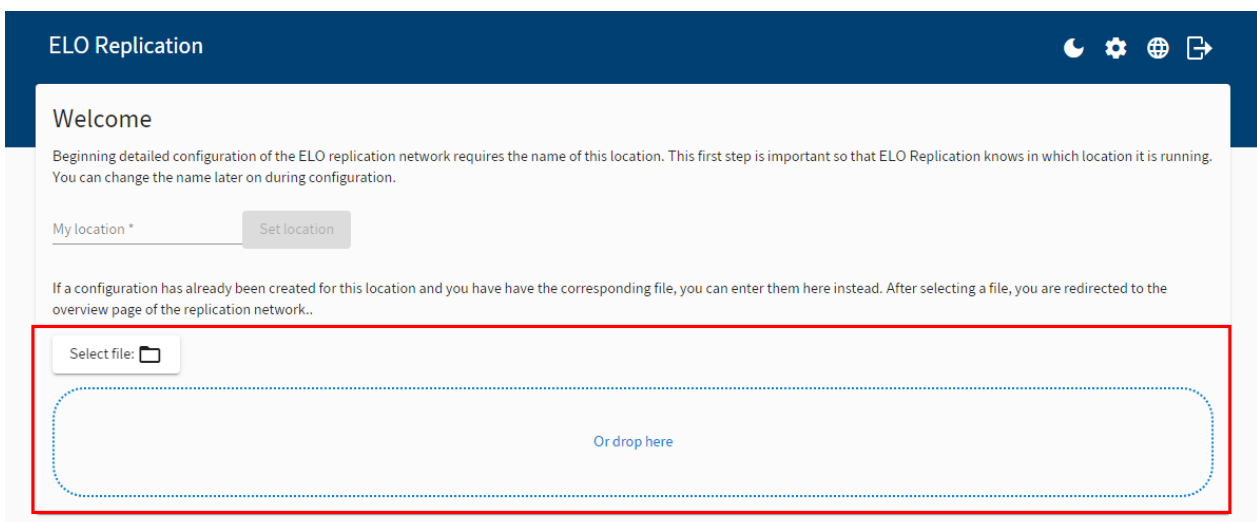 ELO Replication
Welcome
Beginning detailed configuration of the ELO replication network requires the name of this location. This first step is important so that ELO Replication knows in which location it is running.
You can change the name later on during configuration.
My location *
Set location
If a configuration has already been created for this location and you have have the corresponding file, you can enter them here instead. After selecting a file, you are redirected to the
overview page of the replication network..
Select file:
Or drop here